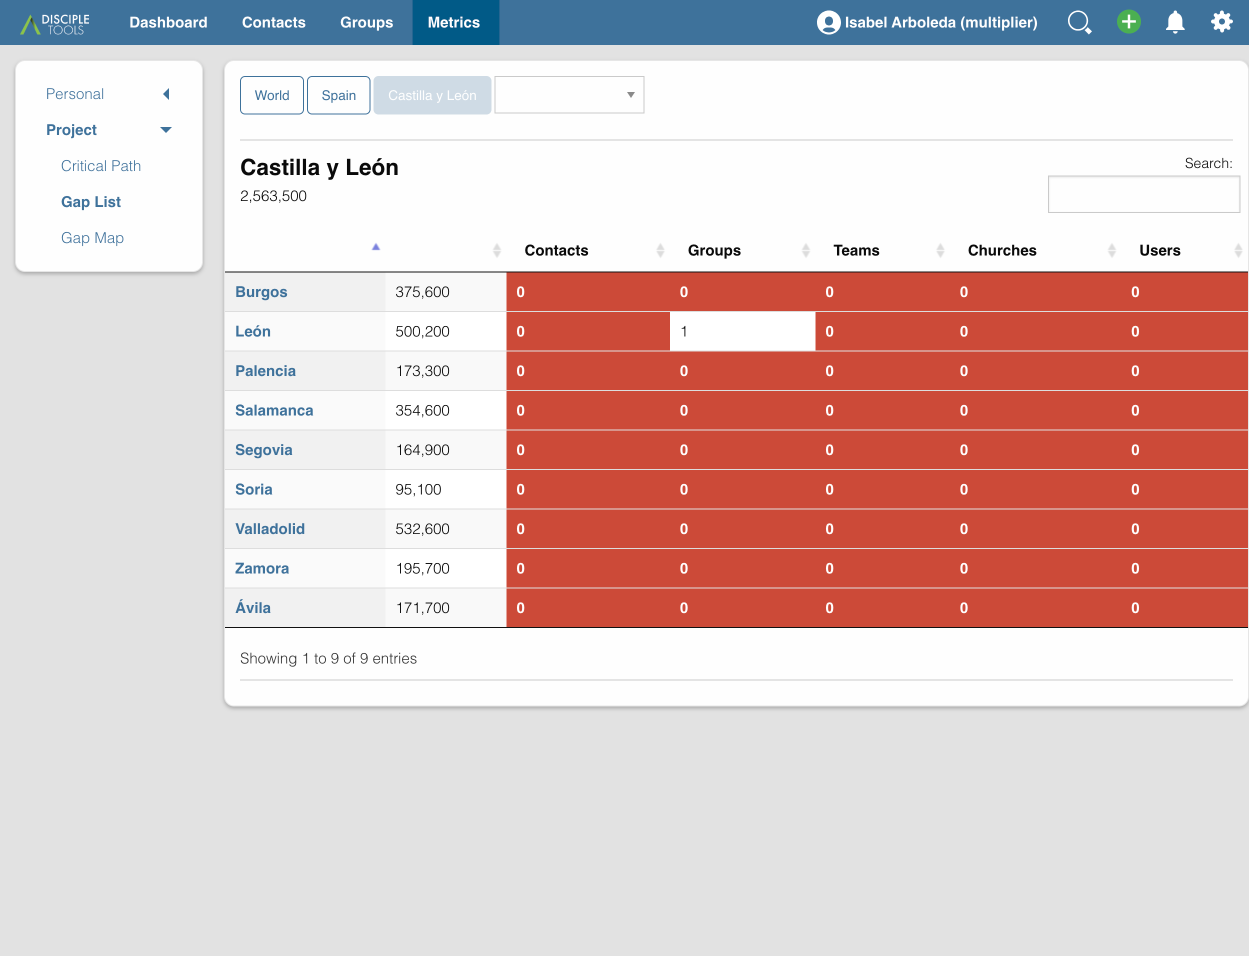 DISCIPLE TOOLS
Dashboard Contacts Groups Metrics Isabel Arboleda (multiplier)
Personal
Project
Critical Path
Gap List
Gap Map
World Spain Castilla y León
Castilla y León
2,563,500
Search:
Contacts Groups Teams Churches Users
Burgos 375,600 0 0 0 0 0
León 500,200 0 1 0 0 0
Palencia 173,300 0 0 0 0 0
Salamanca 354,600 0 0 0 0 0
Segovia 164,900 0 0 0 0 0
Soria 95,100 0 0 0 0 0
Valladolid 532,600 0 0 0 0 0
Zamora 195,700 0 0 0 0 0
Ávila 171,700 0 0 0 0 0
Showing 1 to 9 of 9 entries